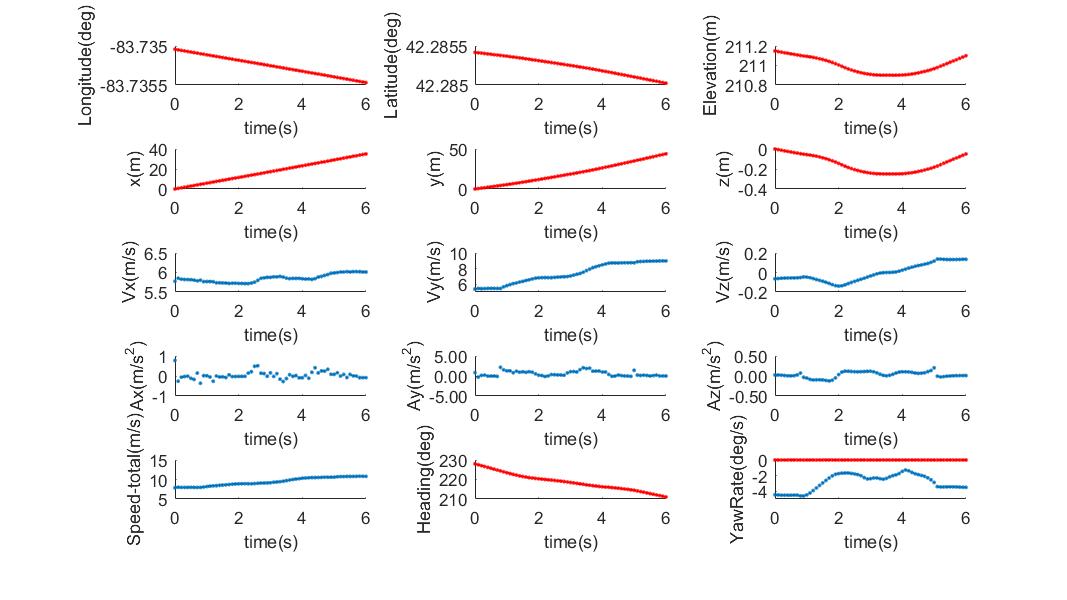 Longitude(deg)
-83.735
-83.7355
0 2 4 6
time(s)
Latitude(deg)
42.2855
42.285
0 2 4 6
time(s)
Elevation(m)
211.2
211
210.8
0 2 4 6
time(s)
x(m)
40
20
0
0 2 4 6
time(s)
y(m)
50
0
0 2 4 6
time(s)
z(m)
0
-0.2
-0.4
0 2 4 6
time(s)
Vx(m/s)
6.5
6
5.5
0 2 4 6
time(s)
Vy(m/s)
10
8
6
0 2 4 6
time(s)
Vz(m/s)
0.2
0
-0.2
0 2 4 6
time(s)
Ax(m/s²)
1
0
-1
0 2 4 6
time(s)
Ay(m/s²)
5.00
0.00
-5.00
0 2 4 6
time(s)
Az(m/s²)
0.50
0.00
-0.50
0 2 4 6
time(s)
Speed-total(m/s)
15
10
5
0 2 4 6
time(s)
Heading(deg)
230
220
210
0 2 4 6
time(s)
YawRate(deg/s)
0
-2
-4
0 2 4 6
time(s)